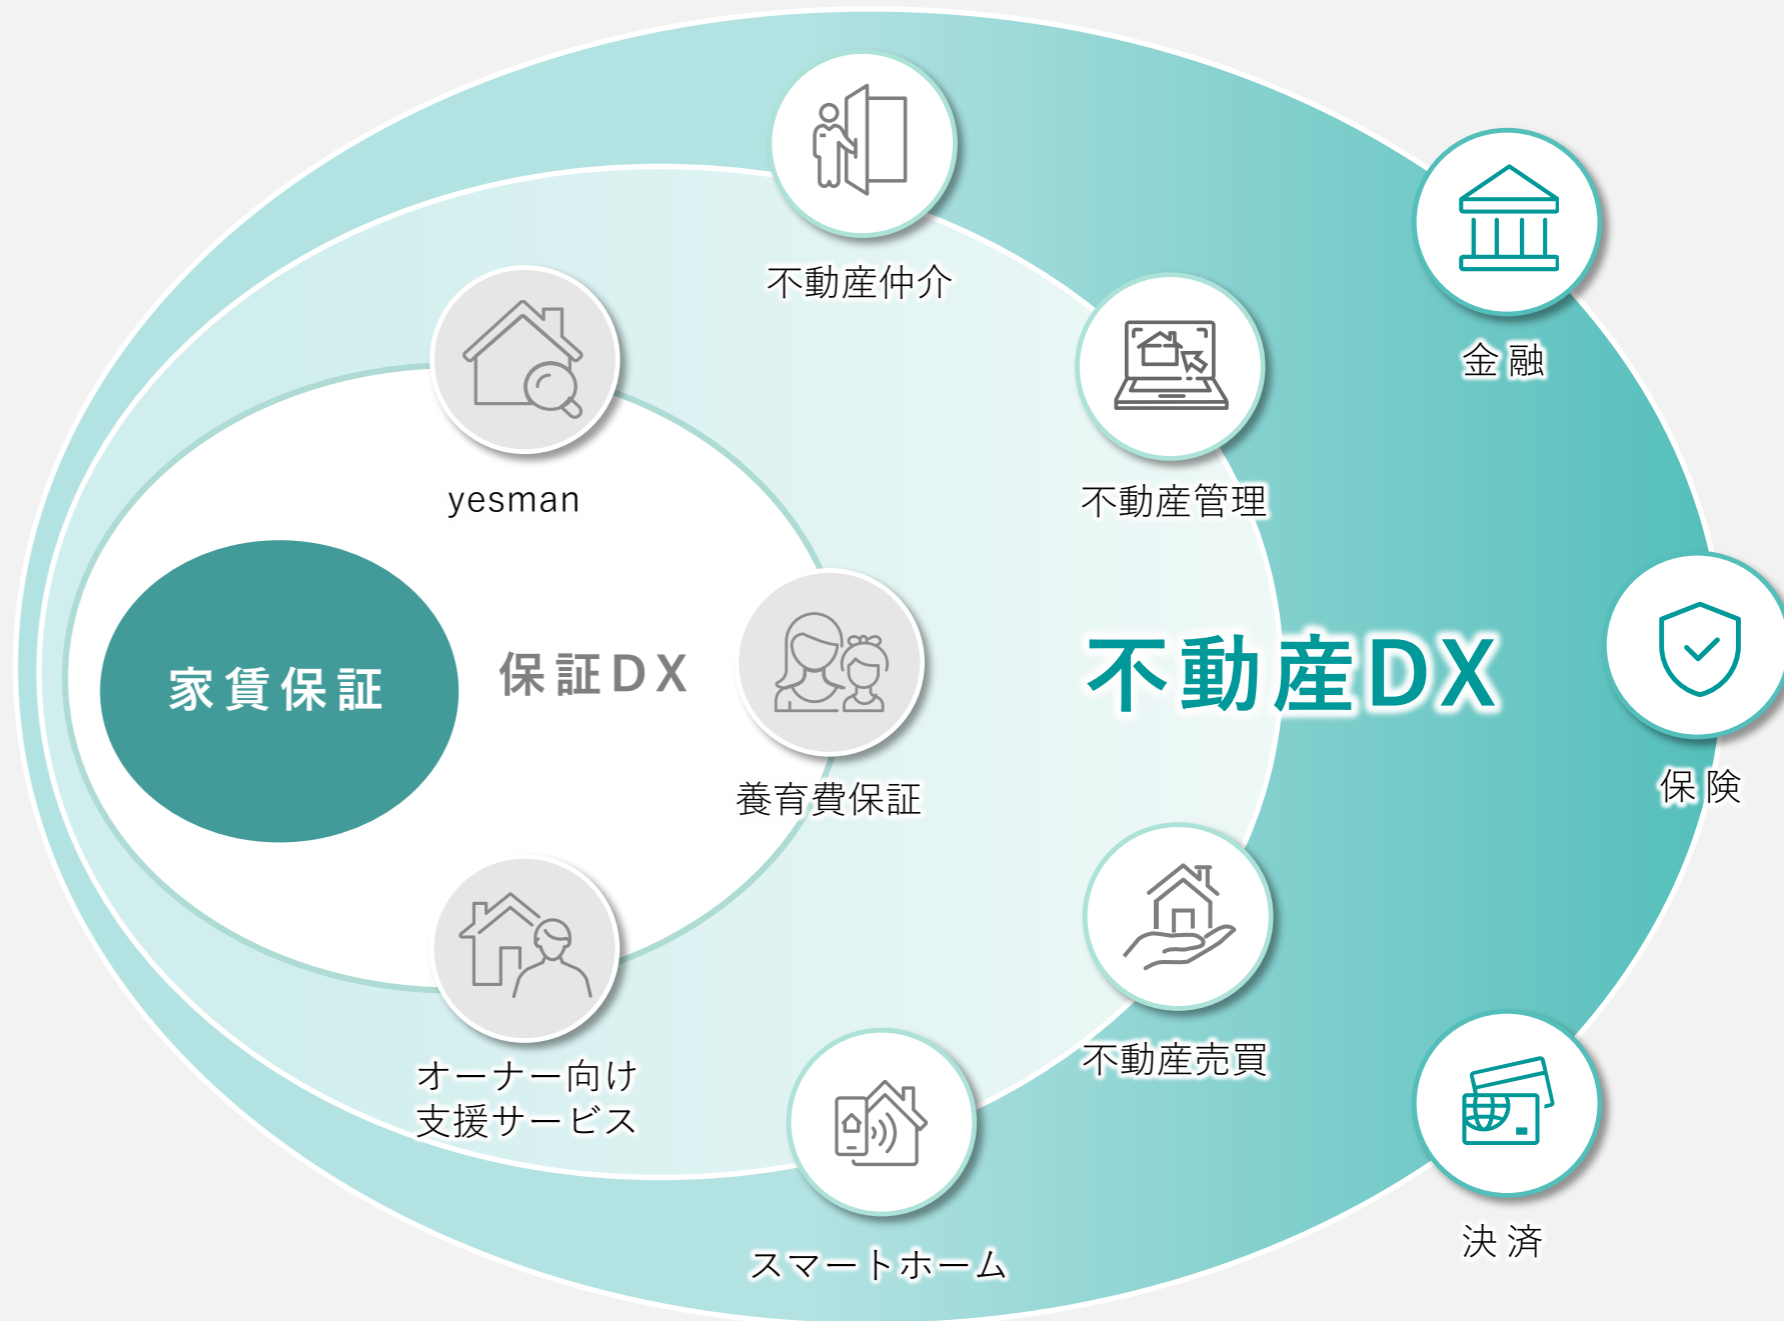 不動産仲介
金融
yesman
不動産管理
家賃保証
保証DX
不動産DX
養育費保証
保険
オーナー向け
支援サービス
不動産売買
スマートホーム
決済